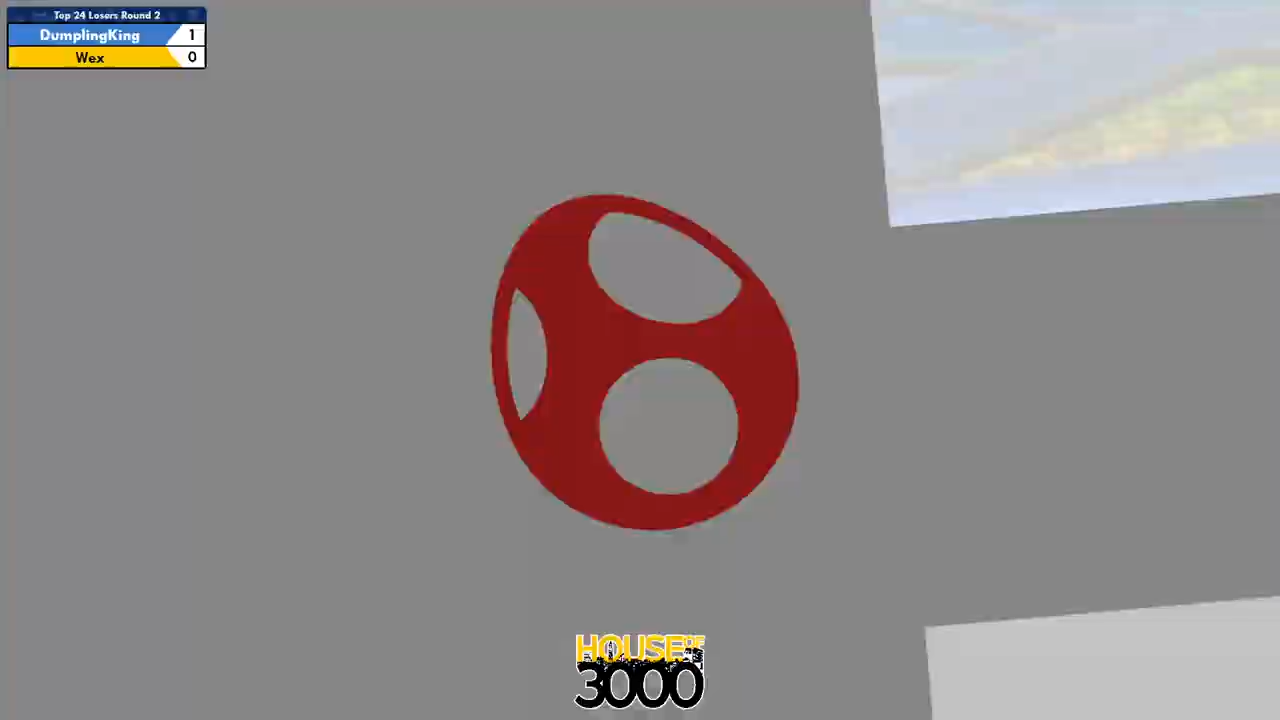 Top 24 Losers Round 2
DumplingKing 1
Wex 0
HOUSE OF
3000